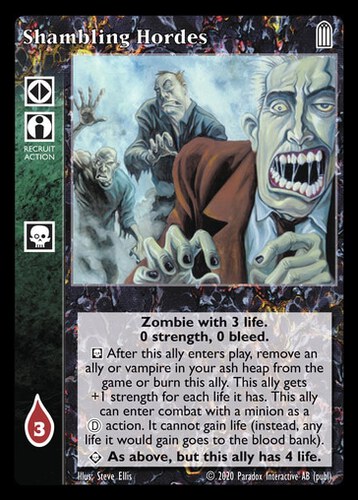 Shambling Hordes
RECRUIT
ACTION
Zombie with 3 life.
0 strength, 0 bleed.
After this ally enters play, remove an
ally or vampire in your ash heap from the
game or burn this ally. This ally gets
+1 strength for each life it has. This ally
can enter combat with a minion as a
Ⓓ action. It cannot gain life (instead, any
life it would gain goes to the blood bank).
As above, but this ally has 4 life.
3
Illus: Steve Ellis © 2020 Paradox Interactive AB (publ)